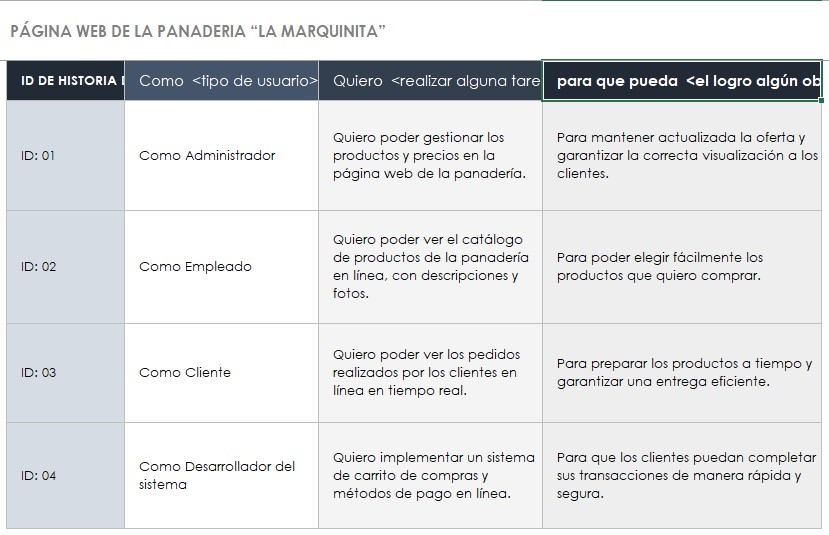 PÁGINA WEB DE LA PANADERIA “LA MARQUINITA”
ID DE HISTORIA
Como <tipo de usuario>
Quiero <realizar alguna tare
para que pueda <el logro algún ob
ID: 01
Como Administrador
Quiero poder gestionar los
productos y precios en la
página web de la panadería.
Para mantener actualizada la oferta y
garantizar la correcta visualización a los
clientes.
ID: 02
Como Empleado
Quiero poder ver el catálogo
de productos de la panadería
en línea, con descripciones y
fotos.
Para poder elegir fácilmente los
productos que quiero comprar.
ID: 03
Como Cliente
Quiero poder ver los pedidos
realizados por los clientes en
línea en tiempo real.
Para preparar los productos a tiempo y
garantizar una entrega eficiente.
ID: 04
Como Desarrollador del
sistema
Quiero implementar un sistema
de carrito de compras y
métodos de pago en línea.
Para que los clientes puedan completar
sus transacciones de manera rápida y
segura.